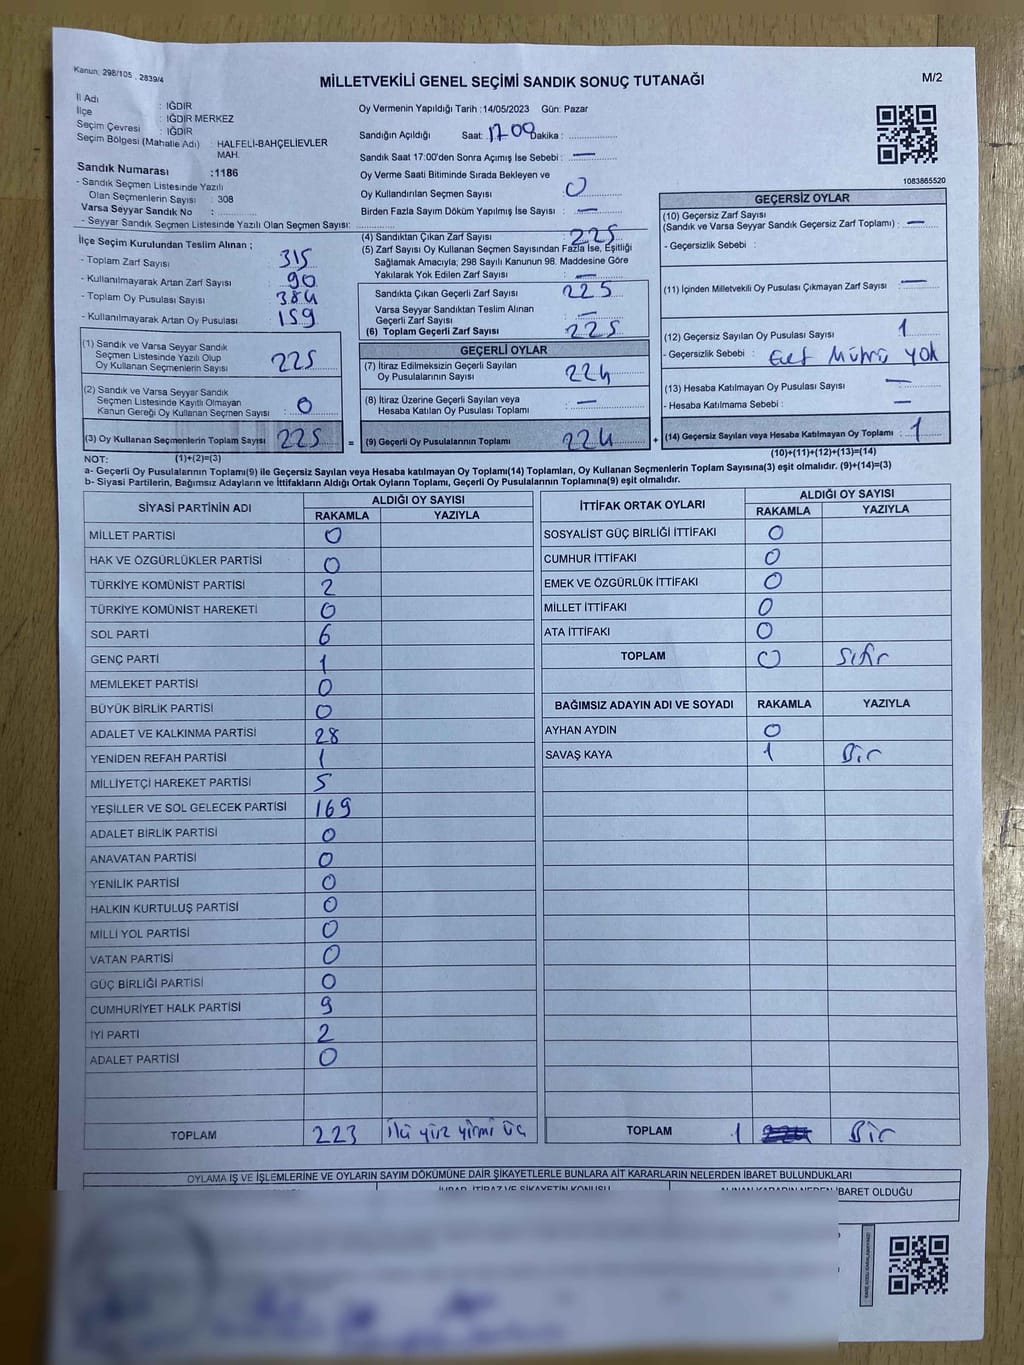 Kanun, 298/105 , 2839/4
MİLLETVEKİLİ GENEL SEÇİMİ SANDIK SONUÇ TUTANAĞI
M/2
İl Adı : IĞDIR
İlçe : IĞDIR MERKEZ
Seçim Çevresi : IĞDIR
Seçim Bölgesi (Mahalle Adı) : HALFELİ-BAHÇELİEVLER MAH.
Sandık Numarası :1186
- Sandık Seçmen Listesinde Yazılı
Olan Seçmenlerin Sayısı : 308
Varsa Seyyar Sandık No :
- Seyyar Sandık Seçmen Listesinde Yazılı Olan Seçmen Sayısı:
Oy Vermenin Yapıldığı Tarih :14/05/2023 Gün: Pazar
Sandığın Açıldığı Saat: 17 00 Dakika :
Sandık Saat 17:00'den Sonra Açımış İse Sebebi : —
Oy Verme Saati Bitiminde Sırada Bekleyen ve
Oy Kullandırılan Seçmen Sayısı : 0
Birden Fazla Sayım Döküm Yapılmış İse Sayısı : —
1083865520
İlçe Seçim Kurulundan Teslim Alınan ;
- Toplam Zarf Sayısı : 315
- Kullanılmayarak Artan Zarf Sayısı : 90
- Toplam Oy Pusulası Sayısı : 384
- Kullanılmayarak Artan Oy Pusulası : 159
(4) Sandıktan Çıkan Zarf Sayısı : 225
(5) Zarf Sayısı Oy Kullanan Seçmen Sayısından Fazla İse, Eşitliği
Sağlamak Amacıyla; 298 Sayılı Kanunun 98. Maddesine Göre
Yakılarak Yok Edilen Zarf Sayısı : —
Sandıkta Çıkan Geçerli Zarf Sayısı : 225
Varsa Seyyar Sandıktan Teslim Alınan
Geçerli Zarf Sayısı : —
(6) Toplam Geçerli Zarf Sayısı : 225
GEÇERSİZ OYLAR
(10) Geçersiz Zarf Sayısı
(Sandık ve Varsa Seyyar Sandık Geçersiz Zarf Toplamı) : —
- Geçersizlik Sebebi :
(11) İçinden Milletvekili Oy Pusulası Çıkmayan Zarf Sayısı : —
(12) Geçersiz Sayılan Oy Pusulası Sayısı : 1
- Geçersizlik Sebebi : Evet Mührü yok
(13) Hesaba Katılmayan Oy Pusulası Sayısı : —
- Hesaba Katılmama Sebebi : —
(14) Geçersiz Sayılan veya Hesaba Katılmayan Oy Toplamı : 1
(10)+(11)+(12)+(13)=(14)
(1) Sandık ve Varsa Seyyar Sandık
Seçmen Listesinde Yazılı Olup
Oy Kullanan Seçmenlerin Sayısı : 225
(2) Sandık ve Varsa Seyyar Sandık
Seçmen Listesinde Kayıtlı Olmayan
Kanun Gereği Oy Kullanan Seçmen Sayısı : 0
(3) Oy Kullanan Seçmenlerin Toplam Sayısı : 225 =
(1)+(2)=(3)
GEÇERLİ OYLAR
(7) İtiraz Edilmeksizin Geçerli Sayılan
Oy Pusulasının Sayısı : 224
(8) İtiraz Üzerine Geçerli Sayılan veya
Hesaba Katılan Oy Pusulası Toplamı : —
(9) Geçerli Oy Pusulalarının Toplamı : 224 +
NOT:
a- Geçerli Oy Pusulalarının Toplamı(9) ile Geçersiz Sayılan veya Hesaba katılmayan Oy Toplamı(14) Toplamları, Oy Kullanan Seçmenlerin Toplam Sayısına(3) eşit olmalıdır. (9)+(14)=(3)
b- Siyasi Partilerin, Bağımsız Adayların ve İttifakların Aldığı Ortak Oyların Toplamı, Geçerli Oy Pusulalarının Toplamına(9) eşit olmalıdır.
SİYASİ PARTİNİN ADI ALDIĞI OY SAYISI
RAKAMLA YAZIYLA
MİLLET PARTİSİ 0
HAK VE ÖZGÜRLÜKLER PARTİSİ 0
TÜRKİYE KOMÜNİST PARTİSİ 2
TÜRKİYE KOMÜNİST HAREKETİ 0
SOL PARTİ 6
GENÇ PARTİ 1
MEMLEKET PARTİSİ 0
BÜYÜK BİRLİK PARTİSİ 0
ADALET VE KALKINMA PARTİSİ 28
YENİDEN REFAH PARTİSİ 1
MİLLİYETÇİ HAREKET PARTİSİ 5
YEŞİLLER VE SOL GELECEK PARTİSİ 169
ADALET BİRLİK PARTİSİ 0
ANAVATAN PARTİSİ 0
YENİLİK PARTİSİ 0
HALKIN KURTULUŞ PARTİSİ 0
MİLLİ YOL PARTİSİ 0
VATAN PARTİSİ 0
GÜÇ BİRLİĞİ PARTİSİ 0
CUMHURİYET HALK PARTİSİ 9
İYİ PARTİ 2
ADALET PARTİSİ 0
TOPLAM 223 iki yüz yirmi üç
İTTİFAK ORTAK OYLARI ALDIĞI OY SAYISI
RAKAMLA YAZIYLA
SOSYALİST GÜÇ BİRLİĞİ İTTİFAKI 0
CUMHUR İTTİFAKI 0
EMEK VE ÖZGÜRLÜK İTTİFAKI 0
MİLLET İTTİFAKI 0
ATA İTTİFAKI 0
TOPLAM 0 Sıfır
BAĞIMSIZ ADAYIN ADI VE SOYADI RAKAMLA YAZIYLA
AYHAN AYDIN 0
SAVAŞ KAYA 1 Bir
TOPLAM 1 Bir
OYLAMA İŞ VE İŞLEMLERİNE VE OYLARIN SAYIM DÖKÜMÜNE DAİR ŞİKAYETLERLE BUNLARA AİT KARARLARIN NELERDEN İBARET BULUNDUKLARI
İHBAR, İTİRAZ VE ŞİKAYETİN KONUSU ALINAN KARARIN NEDEN İBARET OLDUĞU